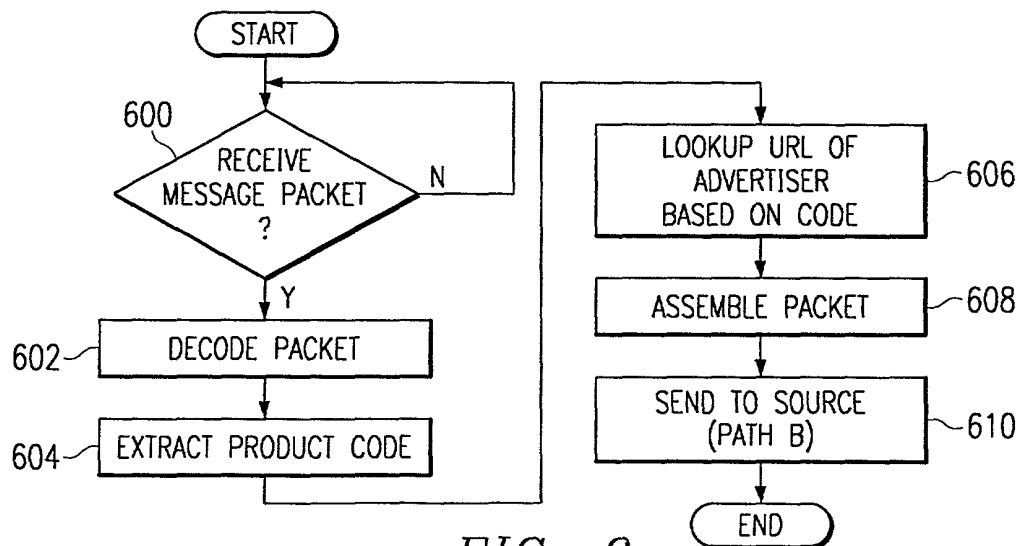 START
600
RECEIVE
MESSAGE PACKET
?
N
Y
602
DECODE PACKET
604
EXTRACT PRODUCT CODE
LOOKUP URL OF
ADVERTISER
BASED ON CODE
606
ASSEMBLE PACKET
608
SEND TO SOURCE
(PATH B)
610
END